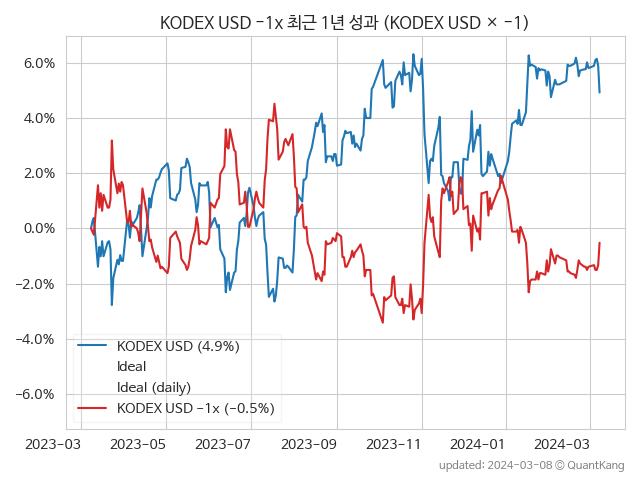 KODEX USD −1x 최근 1년 성과 (KODEX USD × −1)
6.0%
4.0%
2.0%
0.0%
−2.0%
−4.0%
−6.0%
KODEX USD (4.9%)
Ideal
Ideal (daily)
KODEX USD −1x (−0.5%)
2023−03
2023−05
2023−07
2023−09
2023−11
2024−01
2024−03
updated: 2024−03−08 © QuantKang